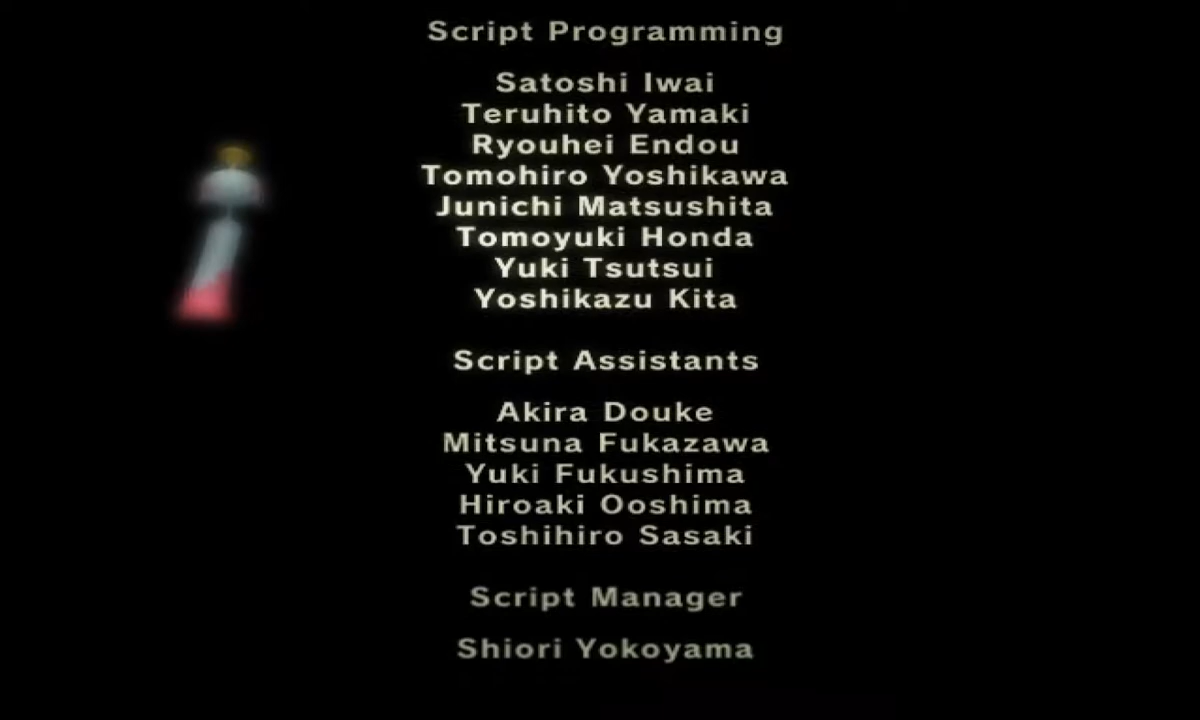 Script Programming
Satoshi Iwai
Teruhito Yamaki
Ryouhei Endou
Tomohiro Yoshikawa
Junichi Matsushita
Tomoyuki Honda
Yuki Tsutsui
Yoshikazu Kita
Script Assistants
Akira Douke
Mitsuna Fukazawa
Yuki Fukushima
Hiroaki Ooshima
Toshihiro Sasaki
Script Manager
Shiori Yokoyama